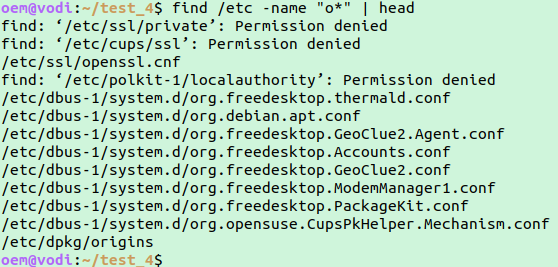 oem@vodi:~/test_4$ find /etc -name "o*" | head
find: ‘/etc/ssl/private’: Permission denied
find: ‘/etc/cups/ssl’: Permission denied
/etc/ssl/openssl.cnf
find: ‘/etc/polkit-1/localauthority’: Permission denied
/etc/dbus-1/system.d/org.freedesktop.thermald.conf
/etc/dbus-1/system.d/org.debian.apt.conf
/etc/dbus-1/system.d/org.freedesktop.GeoClue2.Agent.conf
/etc/dbus-1/system.d/org.freedesktop.Accounts.conf
/etc/dbus-1/system.d/org.freedesktop.GeoClue2.conf
/etc/dbus-1/system.d/org.freedesktop.ModemManager1.conf
/etc/dbus-1/system.d/org.freedesktop.PackageKit.conf
/etc/dbus-1/system.d/org.opensuse.CupsPkHelper.Mechanism.conf
/etc/dpkg/origins
oem@vodi:~/test_4$